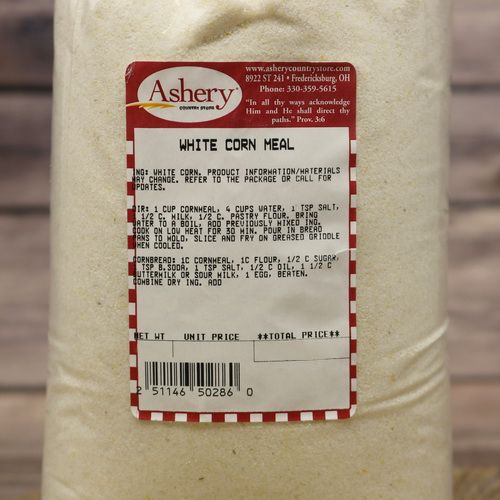 Ashery
COUNTRY STORE
www.asherycountrystore.com
8922 ST 241 • Fredericksburg, OH
Phone: 330-359-5615
"In all thy ways acknowledge
Him and He shall direct thy
paths." Prov. 3:6
WHITE CORN MEAL
ING: WHITE CORN. PRODUCT INFORMATION/MATERIALS
MAY CHANGE. REFER TO THE PACKAGE OR CALL FOR
UPDATES.
DIR: 1 CUP CORNMEAL, 4 CUPS WATER, 1 TSP SALT,
1 1/2 C. MILK, 1/2 C. PASTRY FLOUR. BRING
WATER TO A BOIL, ADD PREVIOUSLY MIXED ING.
COOK ON LOW HEAT FOR 30 MIN. POUR IN BREAD
PANS TO MOLD, SLICE AND FRY ON GREASED GRIDDLE
WHEN COOLED.
CORNBREAD: 1C CORNMEAL, 1C FLOUR, 1/2 C SUGAR,
TSP B.SODA, 1 TSP SALT, 1/2 C OIL, 1 1/2 C
BUTTERMILK OR SOUR MILK, 1 EGG, BEATEN.
COMBINE DRY ING. ADD
NET WT UNIT PRICE **TOTAL PRICE**
2 51146 50286 0